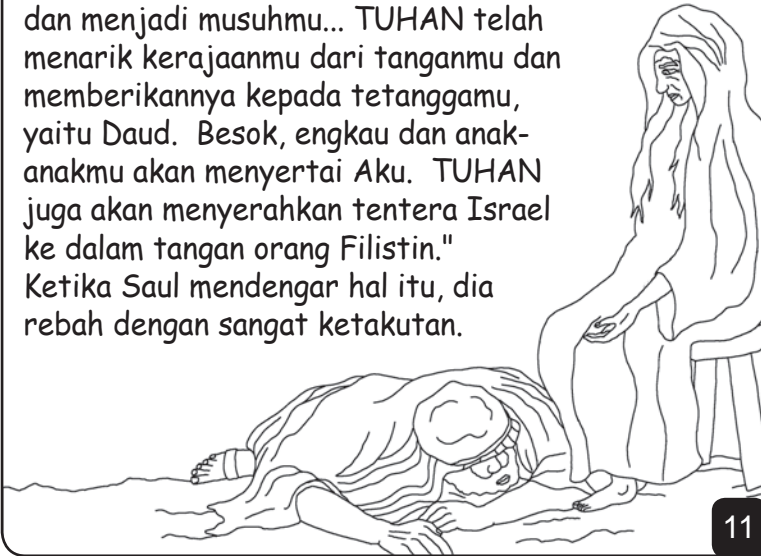 dan menjadi musuhmu... TUHAN telah
menarik kerajaanmu dari tanganmu dan
memberikannya kepada tetanggamu,
yaitu Daud.  Besok, engkau dan anak-
anakmu akan menyertai Aku.  TUHAN
juga akan menyerahkan tentera Israel
ke dalam tangan orang Filistin."
Ketika Saul mendengar hal itu, dia
rebah dengan sangat ketakutan.
11